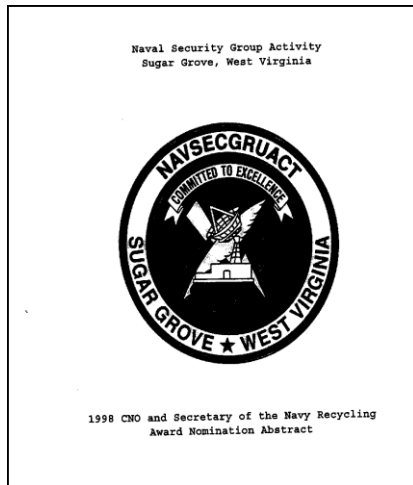 Naval Security Group Activity
Sugar Grove, West Virginia
NAVSECGRUACT
COMMITTED TO EXCELLENCE
SUGAR GROVE ★ WEST VIRGINIA
1998 CNO and Secretary of the Navy Recycling
Award Nomination Abstract